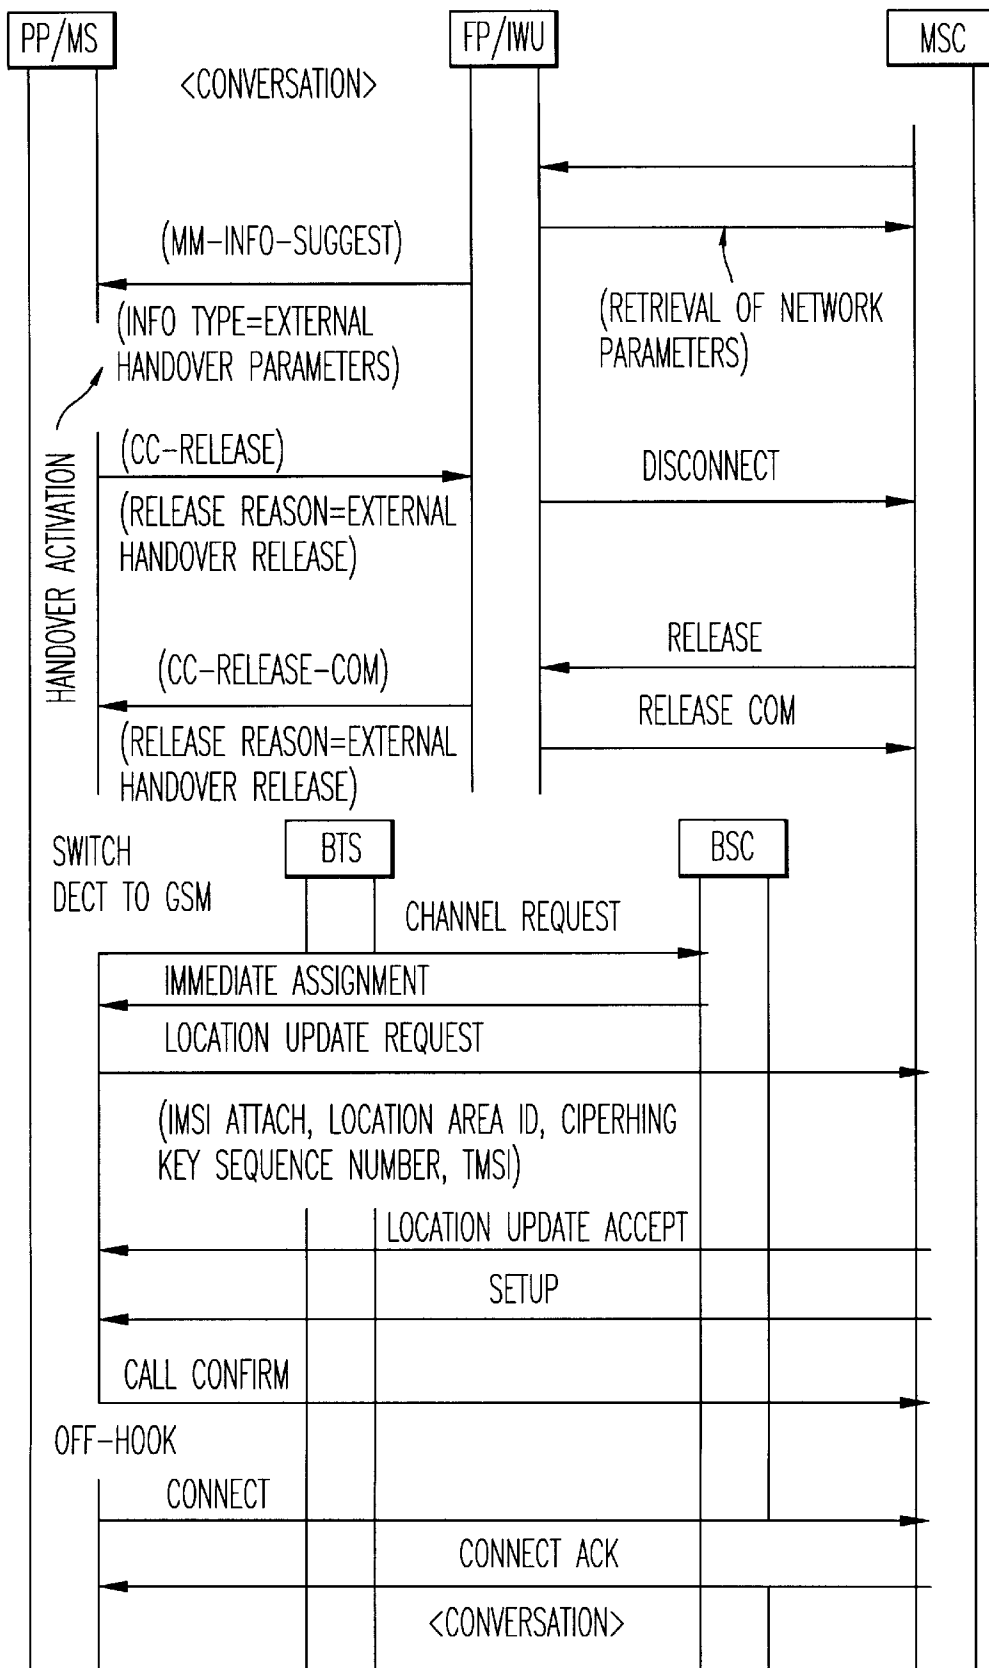 PP/MS
FP/IWU
MSC
<CONVERSATION>
(MM-INFO-SUGGEST)
(INFO TYPE=EXTERNAL
HANDOVER PARAMETERS)
(RETRIEVAL OF NETWORK
PARAMETERS)
HANDOVER ACTIVATION
(CC-RELEASE)
DISCONNECT
(RELEASE REASON=EXTERNAL
HANDOVER RELEASE)
RELEASE
(CC-RELEASE-COM)
RELEASE COM
(RELEASE REASON=EXTERNAL
HANDOVER RELEASE)
SWITCH
DECT TO GSM
BTS
BSC
CHANNEL REQUEST
IMMEDIATE ASSIGNMENT
LOCATION UPDATE REQUEST
(IMSI ATTACH, LOCATION AREA ID, CIPERHING
KEY SEQUENCE NUMBER, TMSI)
LOCATION UPDATE ACCEPT
SETUP
CALL CONFIRM
OFF-HOOK
CONNECT
CONNECT ACK
<CONVERSATION>